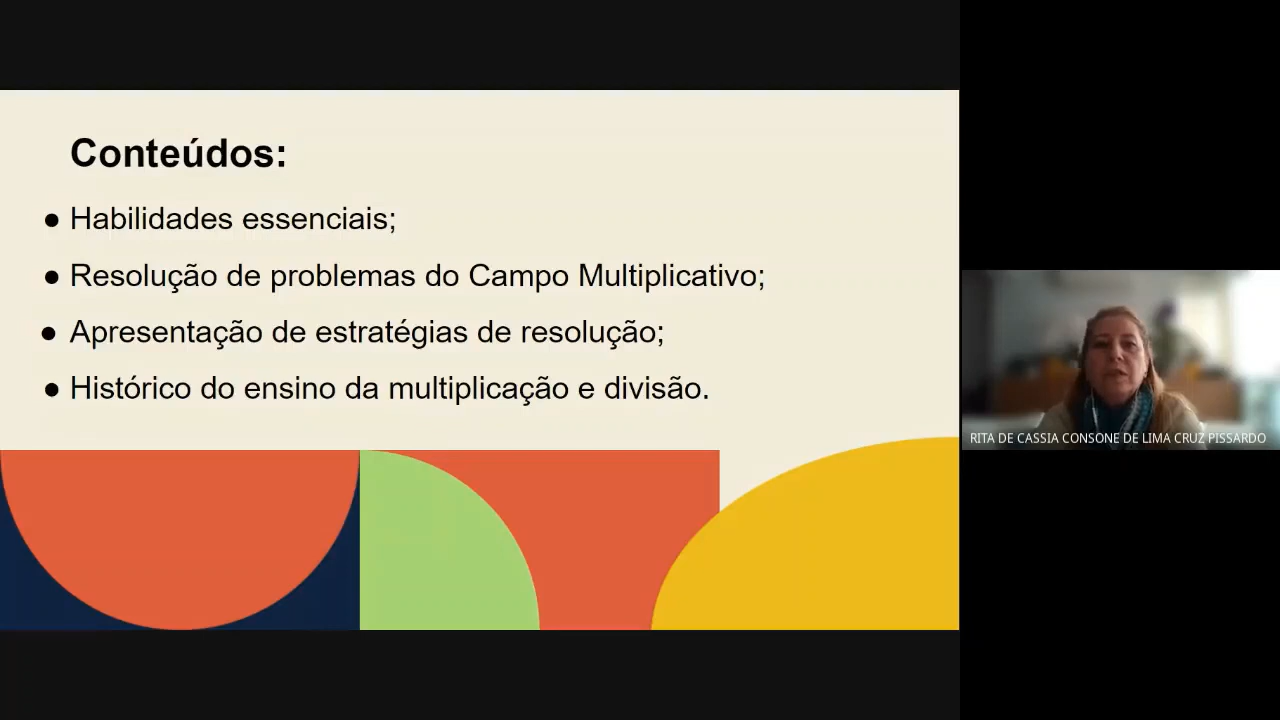 Conteúdos:
● Habilidades essenciais;
● Resolução de problemas do Campo Multiplicativo;
● Apresentação de estratégias de resolução;
● Histórico do ensino da multiplicação e divisão.
RITA DE CASSIA CONSONE DE LIMA CRUZ PISSARDO